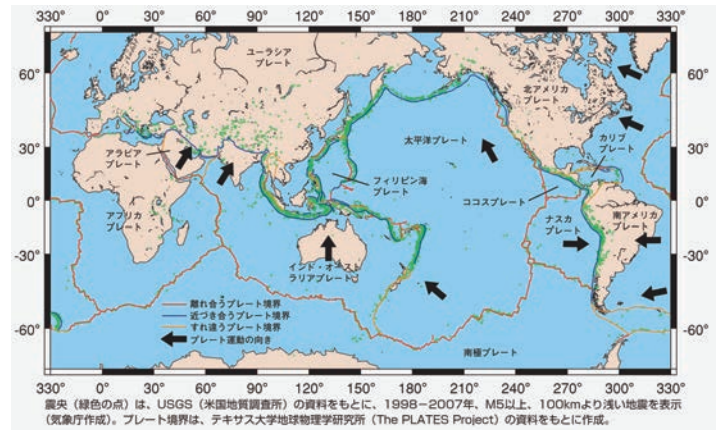 330° 0° 30° 60° 90° 120° 150° 180° 210° 240° 270° 300° 330°
60° 60°
ユーラシア
プレート
北アメリカ
プレート
30° 30°
太平洋プレート
カリブ
プレート
アラビア
プレート
フィリピン海
プレート
ココスプレート
0° 0°
アフリカ
プレート
ナスカ
プレート
南アメリカ
プレート
-30° -30°
インド・オースト
ラリアプレート
離れ合うプレート境界
近づき合うプレート境界
すれ違うプレート境界
プレート運動の向き
-60° -60°
南極プレート
330° 0° 30° 60° 90° 120° 150° 180° 210° 240° 270° 300° 330°
震央（緑色の点）は、USGS（米国地質調査所）の資料をもとに、1998－2007年、M5以上、100kmより浅い地震を表示
（気象庁作成）。プレート境界は、テキサス大学地球物理学研究所（The PLATES Project）の資料をもとに作成。